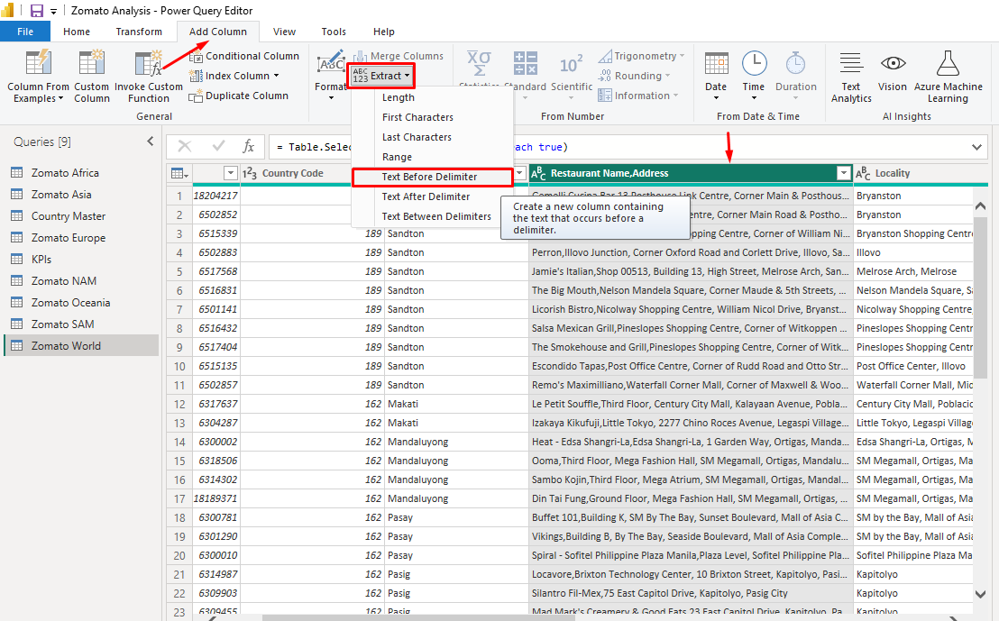 Zomato Analysis - Power Query Editor
File Home Transform Add Column View Tools Help
Column From Examples
Custom Column
Invoke Custom Function
Conditional Column
Index Column
Duplicate Column
General
ABC
Format
Merge Columns
ABC 123 Extract
Length
First Characters
Last Characters
Range
Text Before Delimiter
Text After Delimiter
Text Between Delimiters
Create a new column containing
the text that occurs before a
delimiter.
Statistics
Standard
10² Scientific
Trigonometry
.00 Rounding
Information
From Number
Date
Time
Duration
From Date & Time
Text Analytics
Vision
Azure Machine Learning
AI Insights
Queries [9]
Zomato Africa
Zomato Asia
Country Master
Zomato Europe
KPIs
Zomato NAM
Zomato Oceania
Zomato SAM
Zomato World
fx = Table.Selec each true)
1²3 Country Code ABC Restaurant Name,Address ABC Locality
1 18204217 Gemelli Cucina Bar,13 Posthouse Link Centre, Corner Main & Posthous... Bryanston
2 6502852 entre, Corner Main Road & Postho... Bryanston
3 6515339 189 Sandton pping Centre, Corner of William Ni... Bryanston Shopping Centre
4 6502883 189 Sandton Perron,Illovo Junction, Corner Oxford Road and Corlett Drive, Illovo, Sa... Illovo
5 6517568 189 Sandton Jamie's Italian,Shop 00513, Building 13, High Street, Melrose Arch, San... Melrose Arch, Melrose
6 6516831 189 Sandton The Big Mouth,Nelson Mandela Square, Corner Maude & 5th Streets, ... Nelson Mandela Square, Sa
7 6501141 189 Sandton Licorish Bistro,Nicolway Shopping Centre, William Nicol Drive, Bryanst... Nicolway Shopping Centre,
8 6516432 189 Sandton Salsa Mexican Grill,Pineslopes Shopping Centre, Corner of Witkoppen ... Pineslopes Shopping Centr
9 6517404 189 Sandton The Smokehouse and Grill,Pineslopes Shopping Centre, Corner of Witk... Pineslopes Shopping Centr
10 6515135 189 Sandton Escondido Tapas,Post Office Centre, Corner of Rudd Road and Otto Str... Post Office Centre, Illovo
11 6502857 189 Sandton Remo's Maximilliano,Waterfall Corner Mall, Corner of Maxwell & Woo... Waterfall Corner Mall, Mid
12 6317637 162 Makati Le Petit Souffle,Third Floor, Century City Mall, Kalayaan Avenue, Poblac... Century City Mall, Poblacio
13 6304287 162 Makati Izakaya Kikufuji,Little Tokyo, 2277 Chino Roces Avenue, Legaspi Village... Little Tokyo, Legaspi Village
14 6300002 162 Mandaluyong Heat - Edsa Shangri-La,Edsa Shangri-La, 1 Garden Way, Ortigas, Manda... Edsa Shangri-La, Ortigas, M
15 6318506 162 Mandaluyong Ooma,Third Floor, Mega Fashion Hall, SM Megamall, Ortigas, Mandalu... SM Megamall, Ortigas, Ma
16 6314302 162 Mandaluyong Sambo Kojin,Third Floor, Mega Atrium, SM Megamall, Ortigas, Manda... SM Megamall, Ortigas, Ma
17 18189371 162 Mandaluyong Din Tai Fung,Ground Floor, Mega Fashion Hall, SM Megamall, Ortigas, ... SM Megamall, Ortigas, Ma
18 6300781 162 Pasay Buffet 101,Building K, SM By The Bay, Sunset Boulevard, Mall of Asia C... SM by the Bay, Mall of Asia
19 6301290 162 Pasay Vikings,Building B, By The Bay, Seaside Boulevard, Mall of Asia Comple... SM by the Bay, Mall of Asia
20 6300010 162 Pasay Spiral - Sofitel Philippine Plaza Manila,Plaza Level, Sofitel Philippine Pla... Sofitel Philippine Plaza Ma
21 6314987 162 Pasig Locavore,Brixton Technology Center, 10 Brixton Street, Kapitolyo, Pasi... Kapitolyo
22 6309903 162 Pasig Silantro Fil-Mex,75 East Capitol Drive, Kapitolyo, Pasig City Kapitolyo
23 6309455 162 Pasig Mad Mark's Creamery & Good Eats,23 East Capitol Drive, Kapitolyo, Pa... Kapitolyo